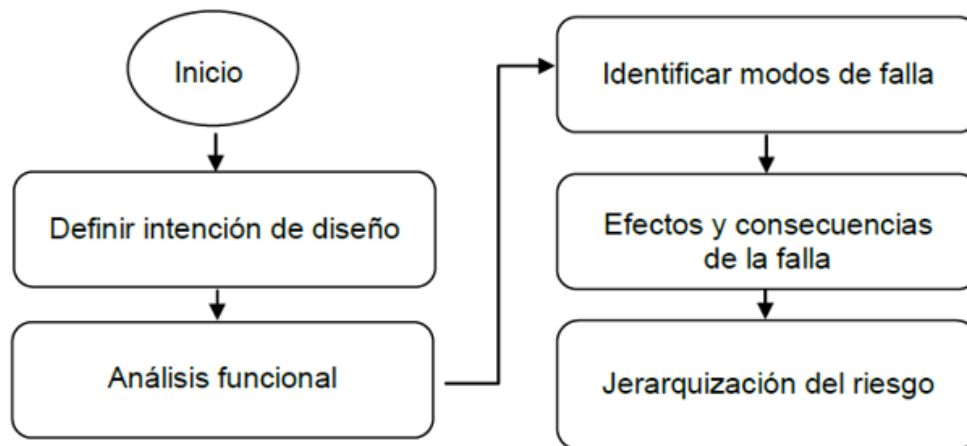 Inicio
Definir intención de diseño
Análisis funcional
Identificar modos de falla
Efectos y consecuencias
de la falla
Jerarquización del riesgo